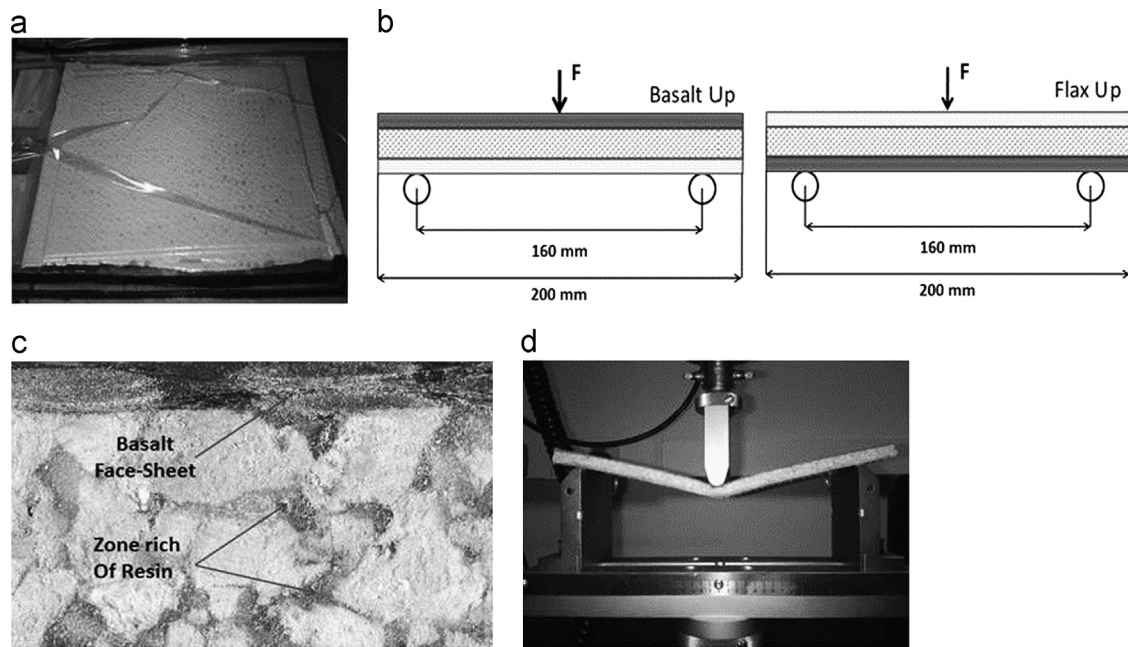 a
b
F
Basalt Up
160 mm
200 mm
F
Flax Up
160 mm
200 mm
c
Basalt
Face-Sheet
Zone rich
Of Resin
d